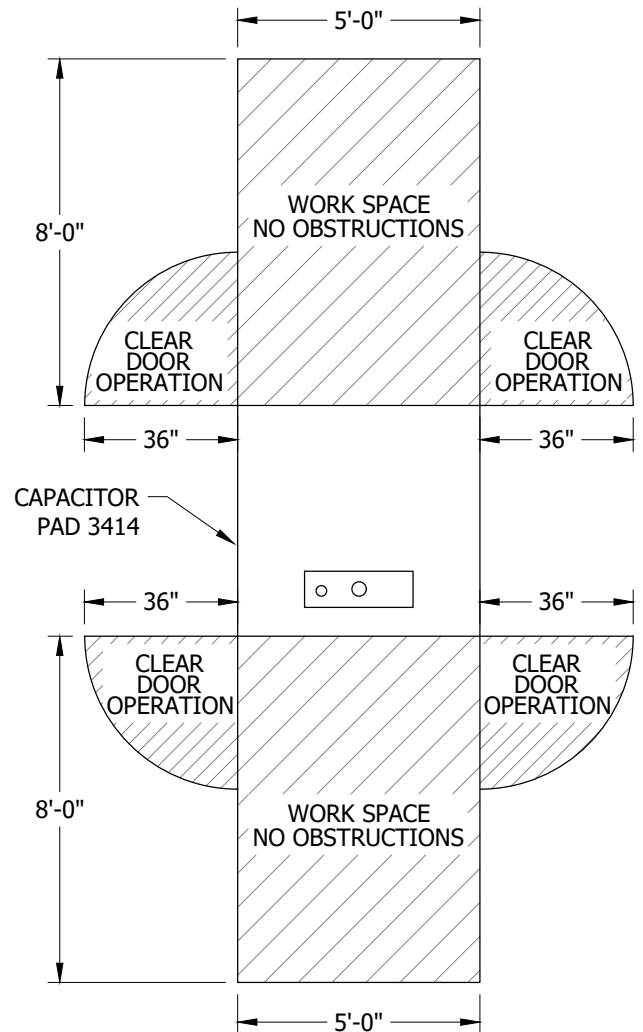 5'-0"
WORK SPACE
NO OBSTRUCTIONS
8'-0"
CLEAR
DOOR
OPERATION
CLEAR
DOOR
OPERATION
36"
36"
CAPACITOR
PAD 3414
36"
36"
CLEAR
DOOR
OPERATION
CLEAR
DOOR
OPERATION
8'-0"
WORK SPACE
NO OBSTRUCTIONS
5'-0"